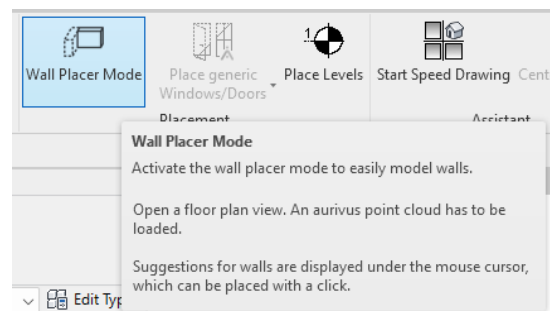 Wall Placer Mode
Place generic
Windows/Doors
Place Levels
Start Speed Drawing
Cent
Placement
Assistant
Wall Placer Mode
Activate the wall placer mode to easily model walls.
Open a floor plan view. An aurivus point cloud has to be
loaded.
Suggestions for walls are displayed under the mouse cursor,
which can be placed with a click.
Edit Typ
1